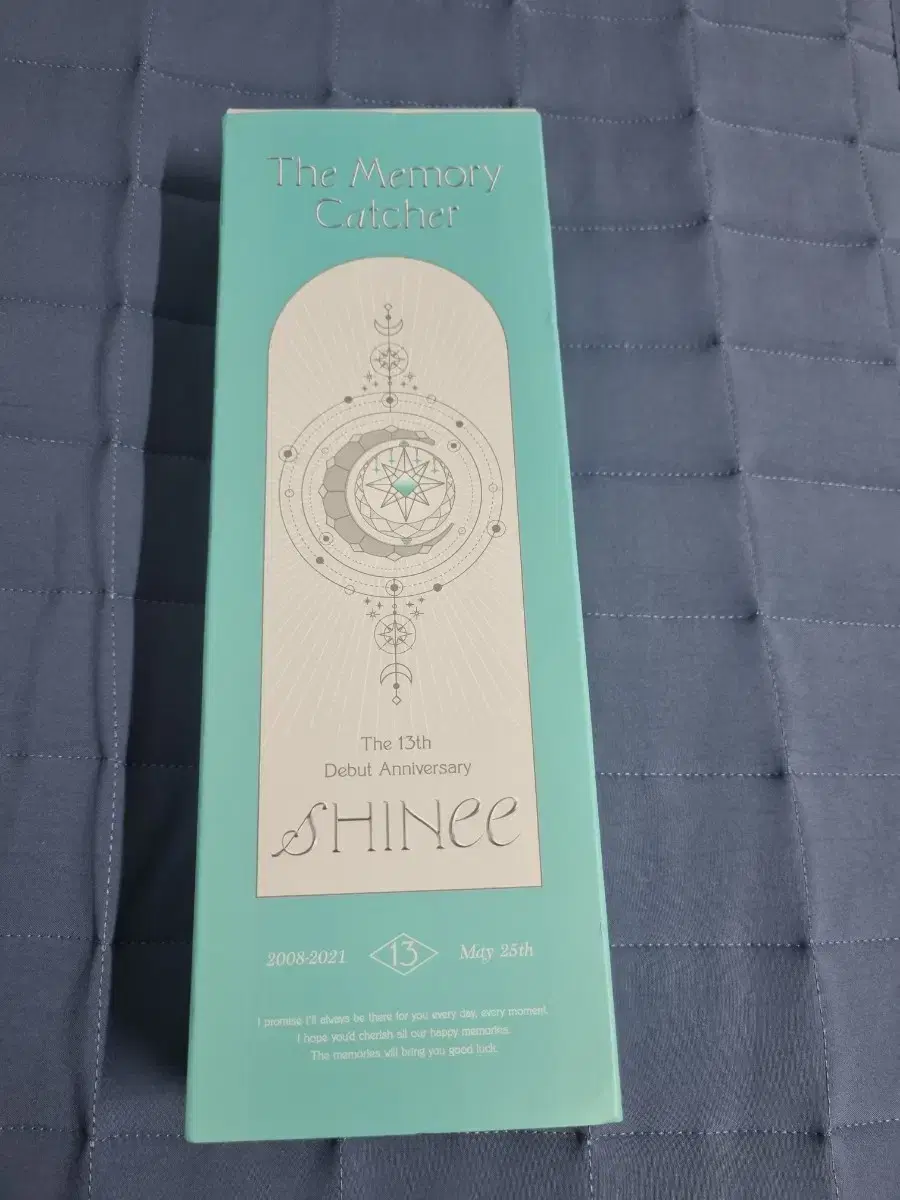 The Memory
Catcher
The 13th
Debut Anniversary
SHINee
2008-2021 13 May 25th
I promise I'll always be there for you every day, every moment.
I hope you'd cherish all our happy memories.
The memories will bring you good luck.